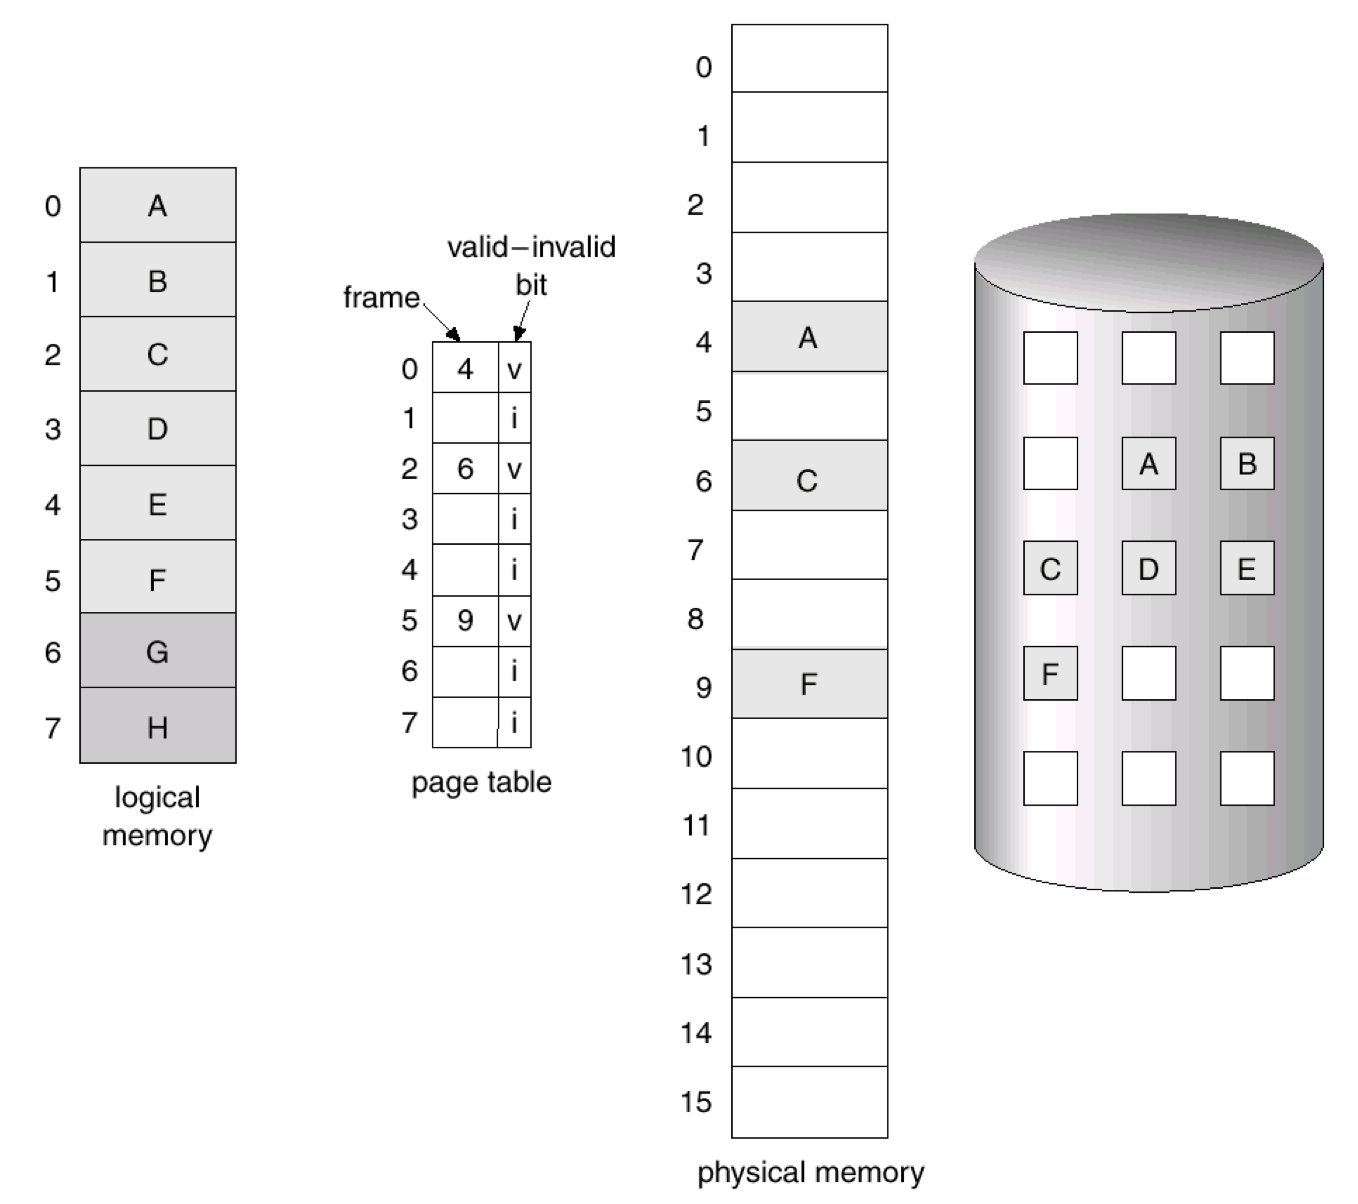 0 A
1 B
2 C
3 D
4 E
5 F
6 G
7 H
logical
memory
valid–invalid
bit
frame
0 4 v
1 i
2 6 v
3 i
4 i
5 9 v
6 i
7 i
page table
0
1
2
3
4 A
5
6 C
7
8
9 F
10
11
12
13
14
15
physical memory
A B
C D E
F